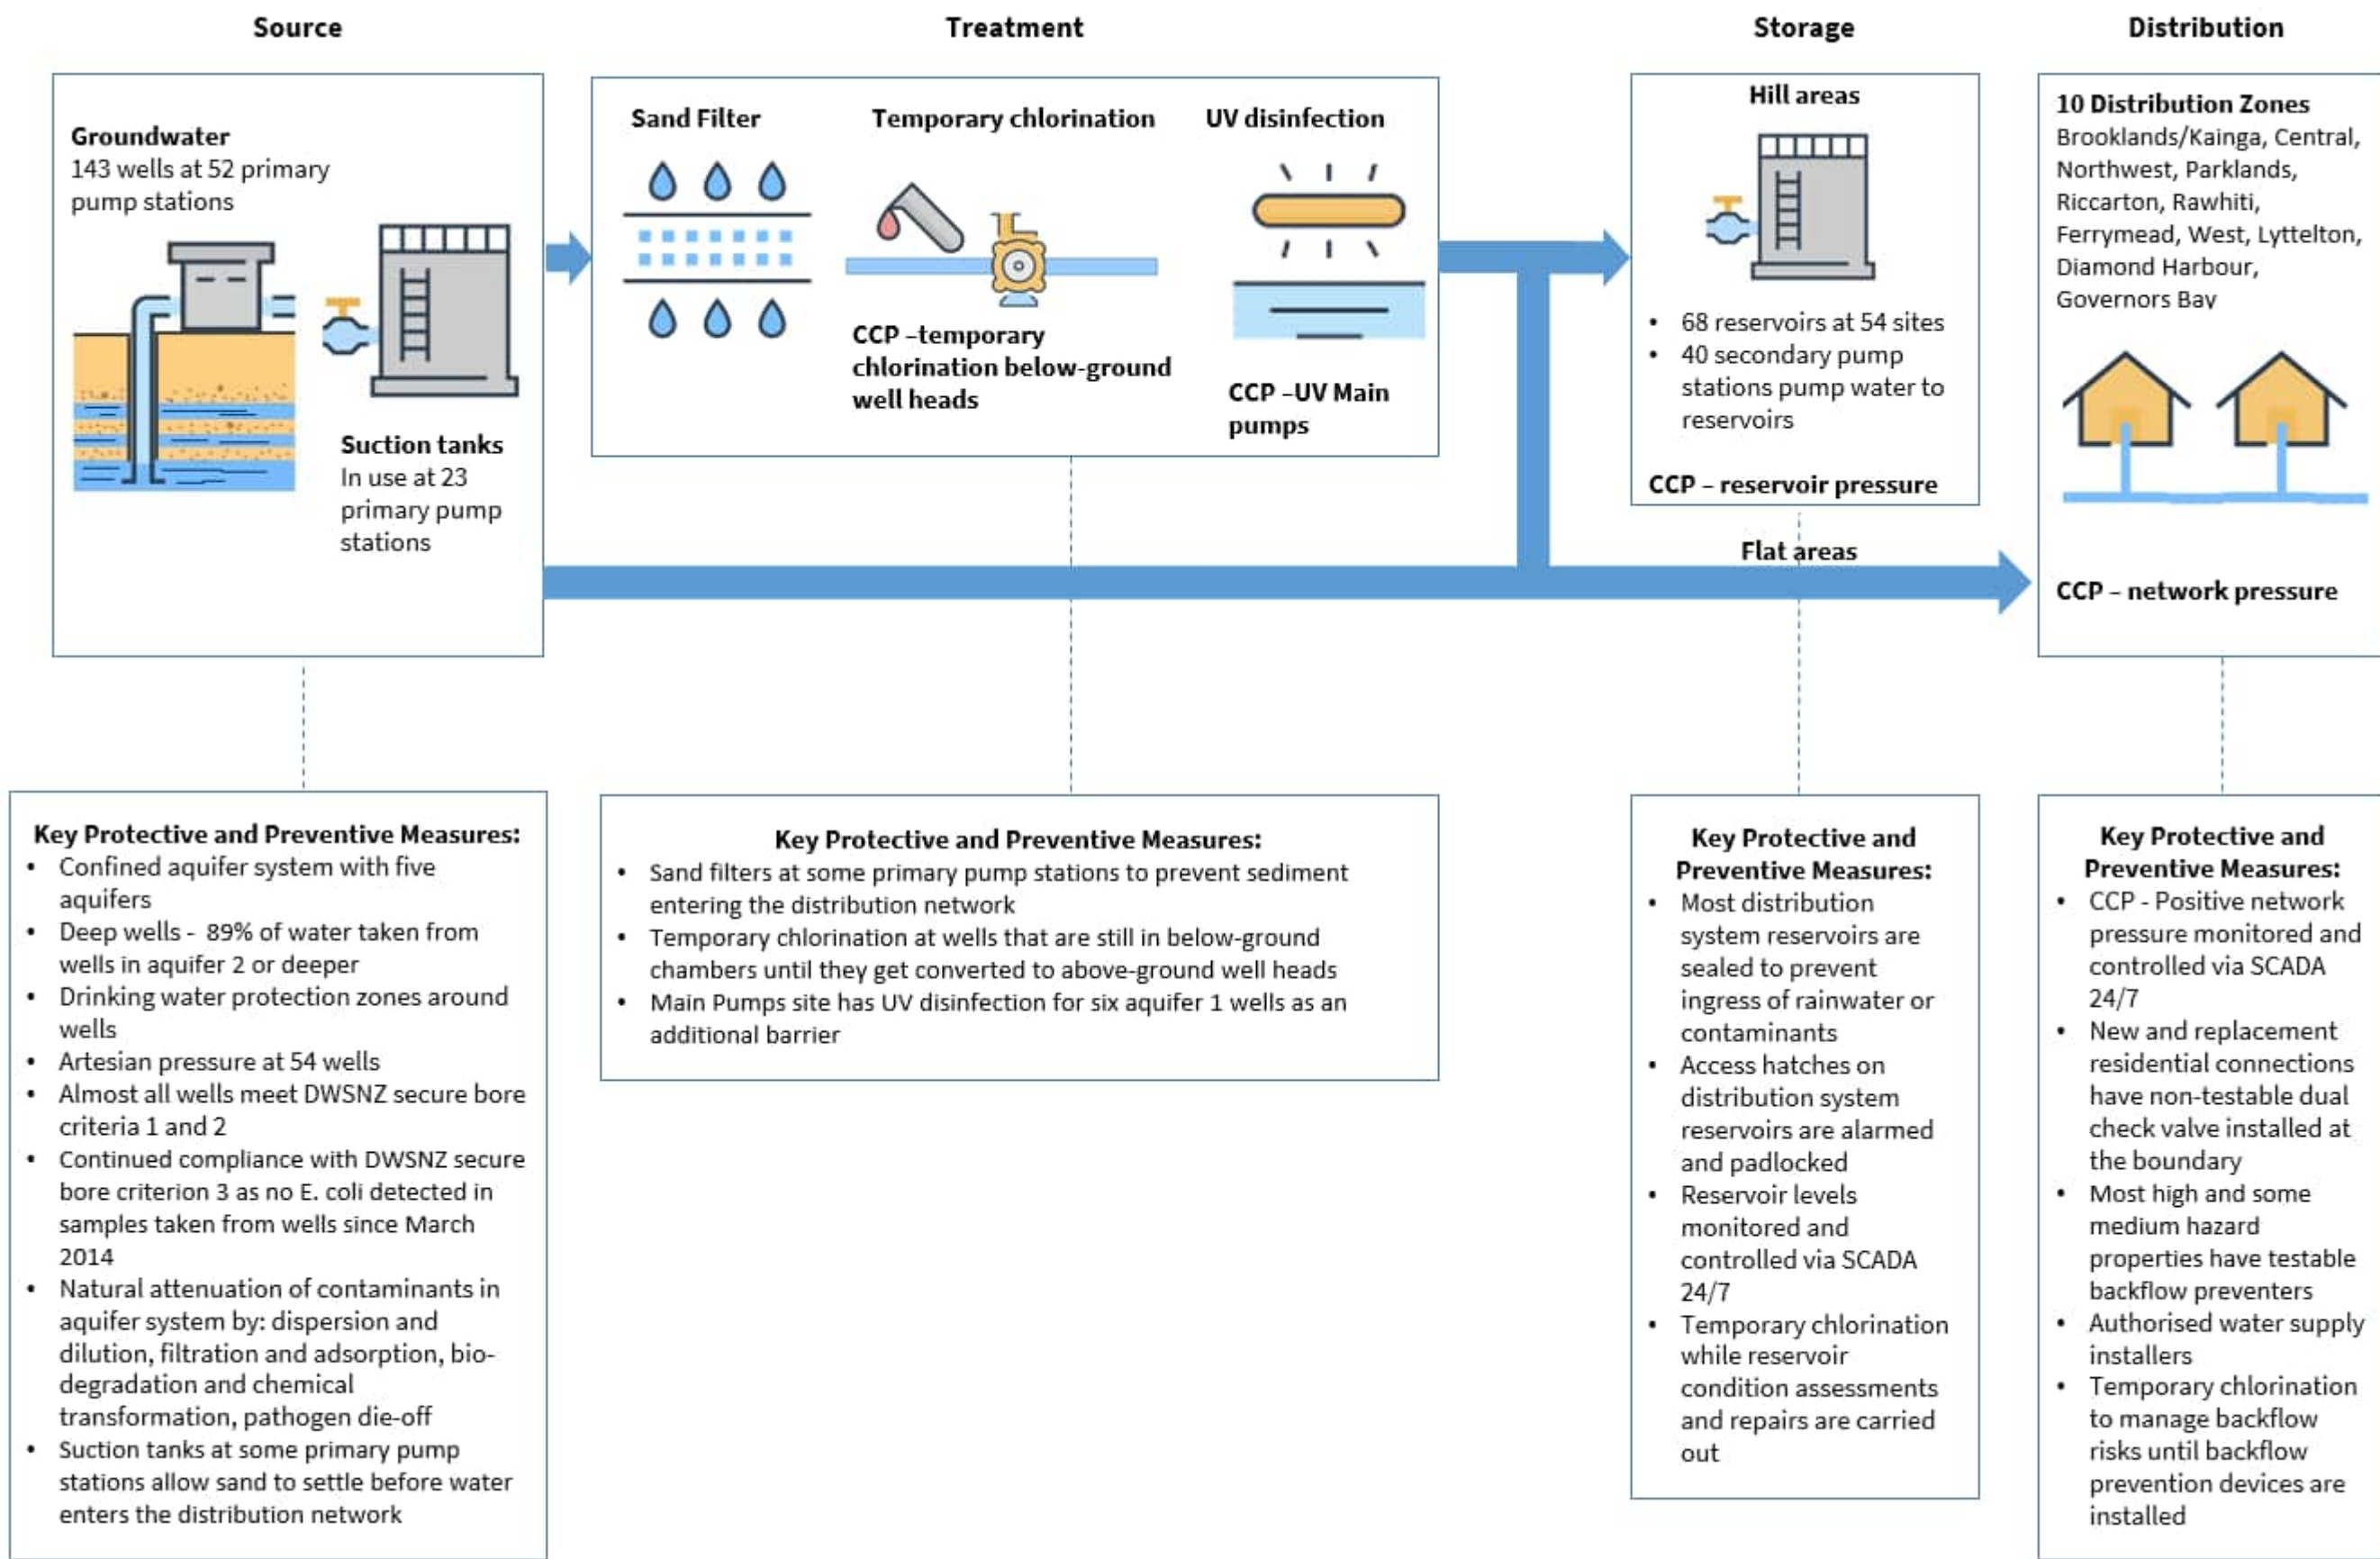 Source
Treatment
Storage
Distribution
Groundwater
143 wells at 52 primary
pump stations
Suction tanks
In use at 23
primary pump
stations
Sand Filter
Temporary chlorination
UV disinfection
CCP –temporary
chlorination below-ground
well heads
CCP –UV Main
pumps
Hill areas
• 68 reservoirs at 54 sites
• 40 secondary pump
stations pump water to
reservoirs
CCP – reservoir pressure
Flat areas
10 Distribution Zones
Brooklands/Kainga, Central,
Northwest, Parklands,
Riccarton, Rawhiti,
Ferrymead, West, Lyttelton,
Diamond Harbour,
Governors Bay
CCP – network pressure
Key Protective and Preventive Measures:
• Confined aquifer system with five
aquifers
• Deep wells - 89% of water taken from
wells in aquifer 2 or deeper
• Drinking water protection zones around
wells
• Artesian pressure at 54 wells
• Almost all wells meet DWSNZ secure bore
criteria 1 and 2
• Continued compliance with DWSNZ secure
bore criterion 3 as no E. coli detected in
samples taken from wells since March
2014
• Natural attenuation of contaminants in
aquifer system by: dispersion and
dilution, filtration and adsorption, bio-
degradation and chemical
transformation, pathogen die-off
• Suction tanks at some primary pump
stations allow sand to settle before water
enters the distribution network
Key Protective and Preventive Measures:
• Sand filters at some primary pump stations to prevent sediment
entering the distribution network
• Temporary chlorination at wells that are still in below-ground
chambers until they get converted to above-ground well heads
• Main Pumps site has UV disinfection for six aquifer 1 wells as an
additional barrier
Key Protective and
Preventive Measures:
• Most distribution
system reservoirs are
sealed to prevent
ingress of rainwater or
contaminants
• Access hatches on
distribution system
reservoirs are alarmed
and padlocked
• Reservoir levels
monitored and
controlled via SCADA
24/7
• Temporary chlorination
while reservoir
condition assessments
and repairs are carried
out
Key Protective and
Preventive Measures:
• CCP - Positive network
pressure monitored and
controlled via SCADA
24/7
• New and replacement
residential connections
have non-testable dual
check valve installed at
the boundary
• Most high and some
medium hazard
properties have testable
backflow preventers
• Authorised water supply
installers
• Temporary chlorination
to manage backflow
risks until backflow
prevention devices are
installed